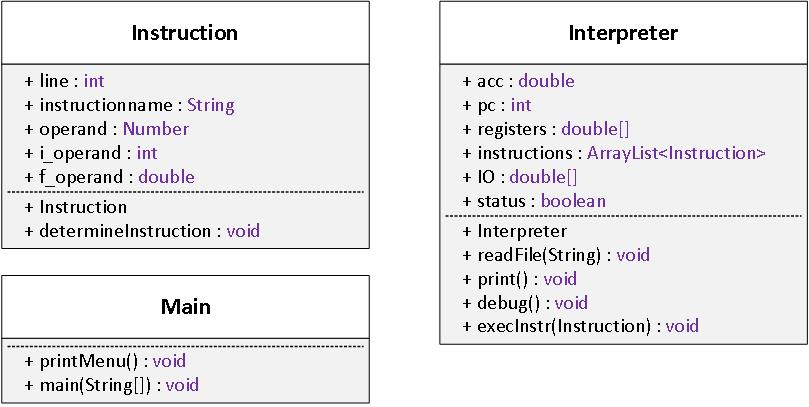 Instruction
+ line : int
+ instructionname : String
+ operand : Number
+ i_operand : int
+ f_operand : double
+ Instruction
+ determineInstruction : void
Main
+ printMenu() : void
+ main(String[]) : void
Interpreter
+ acc : double
+ pc : int
+ registers : double[]
+ instructions : ArrayList<Instruction>
+ IO : double[]
+ status : boolean
+ Interpreter
+ readFile(String) : void
+ print() : void
+ debug() : void
+ execInstr(Instruction) : void